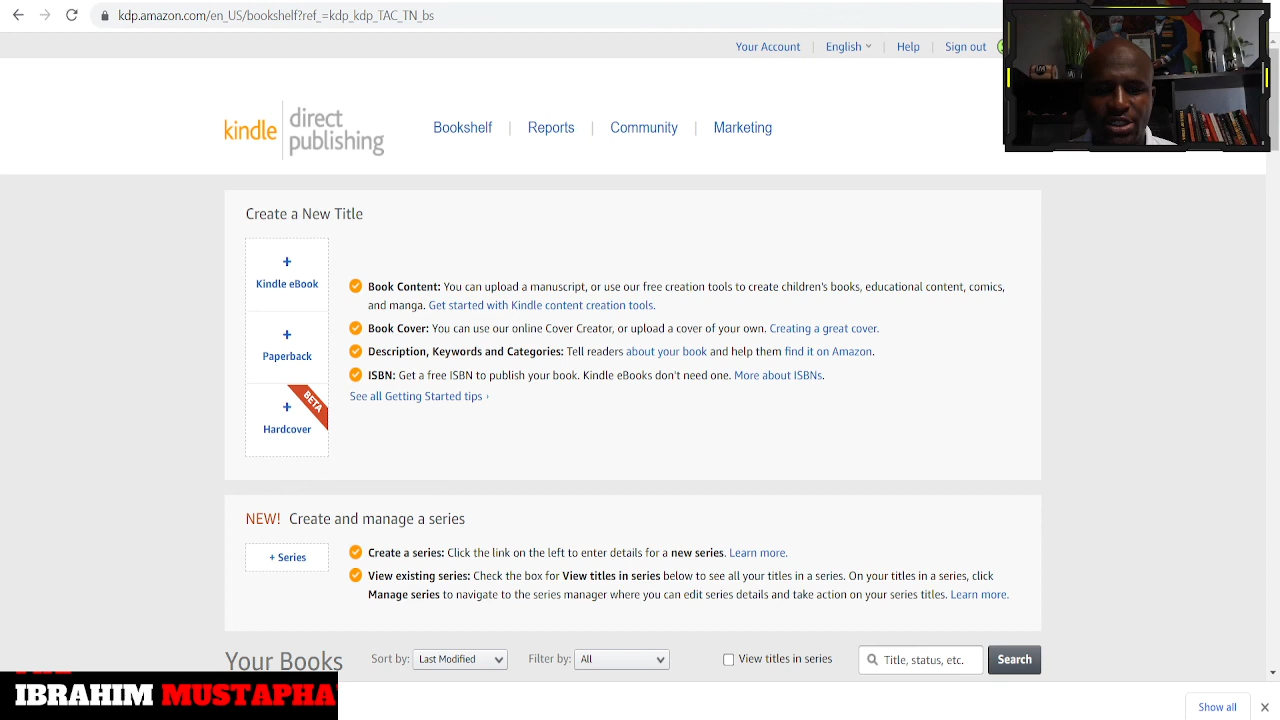 kdp.amazon.com/en_US/bookshelf?ref_=kdp_kdp_TAC_TN_bs
Your Account | English | Help | Sign out
kindle direct publishing
Bookshelf | Reports | Community | Marketing
Create a New Title
+
Kindle eBook
+
Paperback
BETA
+
Hardcover
Book Content: You can upload a manuscript, or use our free creation tools to create children's books, educational content, comics,
and manga. Get started with Kindle content creation tools.
Book Cover: You can use our online Cover Creator, or upload a cover of your own. Creating a great cover.
Description, Keywords and Categories: Tell readers about your book and help them find it on Amazon.
ISBN: Get a free ISBN to publish your book. Kindle eBooks don't need one. More about ISBNs.
See all Getting Started tips ›
NEW! Create and manage a series
+ Series
Create a series: Click the link on the left to enter details for a new series. Learn more.
View existing series: Check the box for View titles in series below to see all your titles in a series. On your titles in a series, click
Manage series to navigate to the series manager where you can edit series details and take action on your series titles. Learn more.
Your Books
Sort by: Last Modified
Filter by: All
View titles in series
Title, status, etc.
Search
IBRAHIM MUSTAPHA
Show all